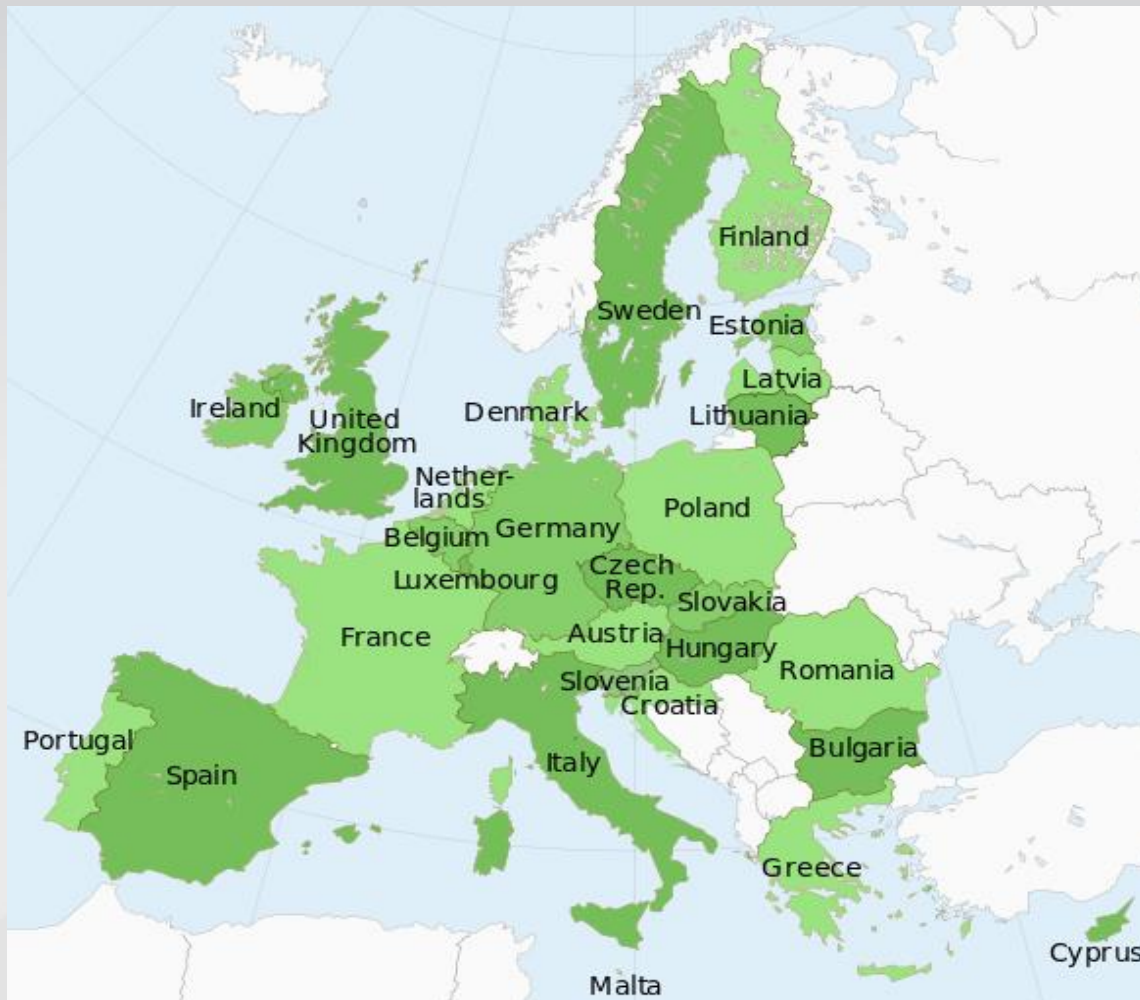 Finland
Sweden
Estonia
Latvia
Lithuania
Ireland
United
Kingdom
Denmark
Nether-
lands
Belgium
Germany
Poland
Luxembourg
Czech
Rep.
Slovakia
France
Austria
Hungary
Romania
Slovenia
Croatia
Portugal
Spain
Italy
Bulgaria
Greece
Cyprus
Malta